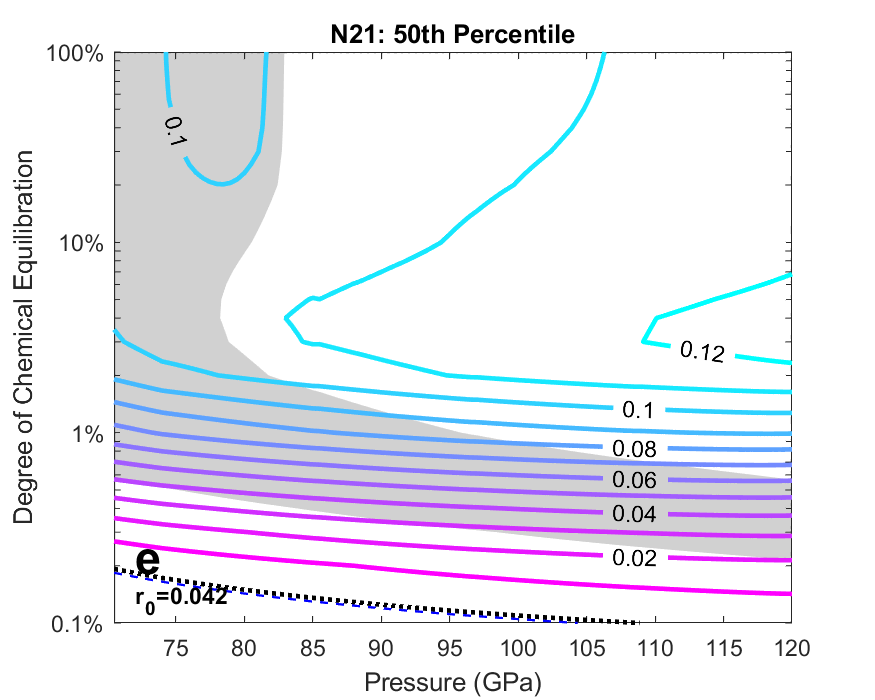 N21: 50th Percentile
100%
10%
1%
0.1%
Degree of Chemical Equilibration
0.1
0.12
0.1
0.08
0.06
0.04
0.02
e
r0=0.042
75 80 85 90 95 100 105 110 115 120
Pressure (GPa)